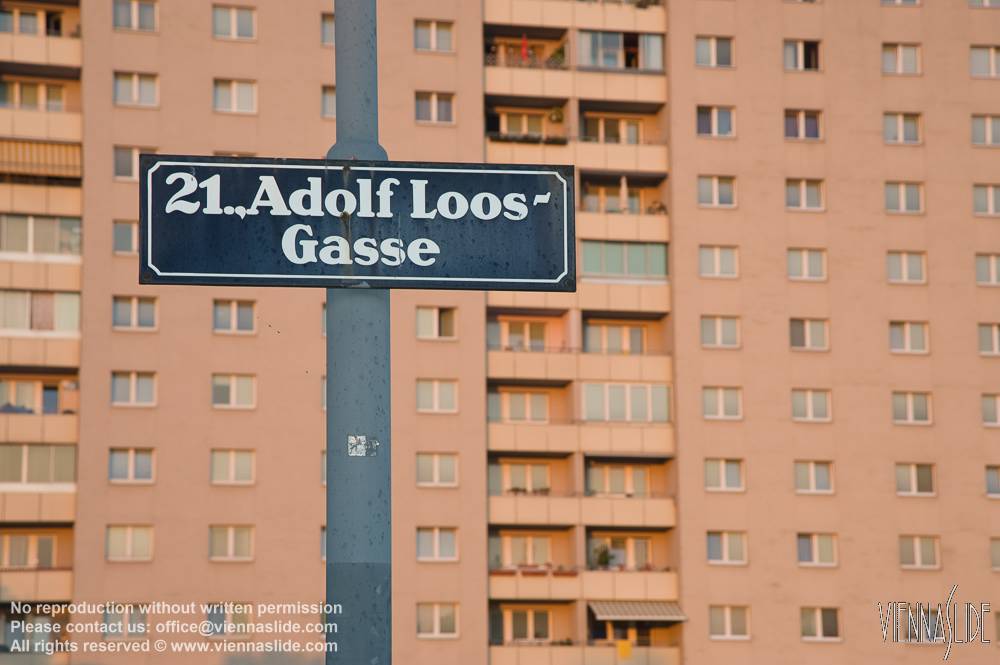 21., Adolf Loos-
Gasse
No reproduction without written permission
Please contact us: office@viennaslide.com
All rights reserved © www.viennaslide.com
VIENNASLIDE